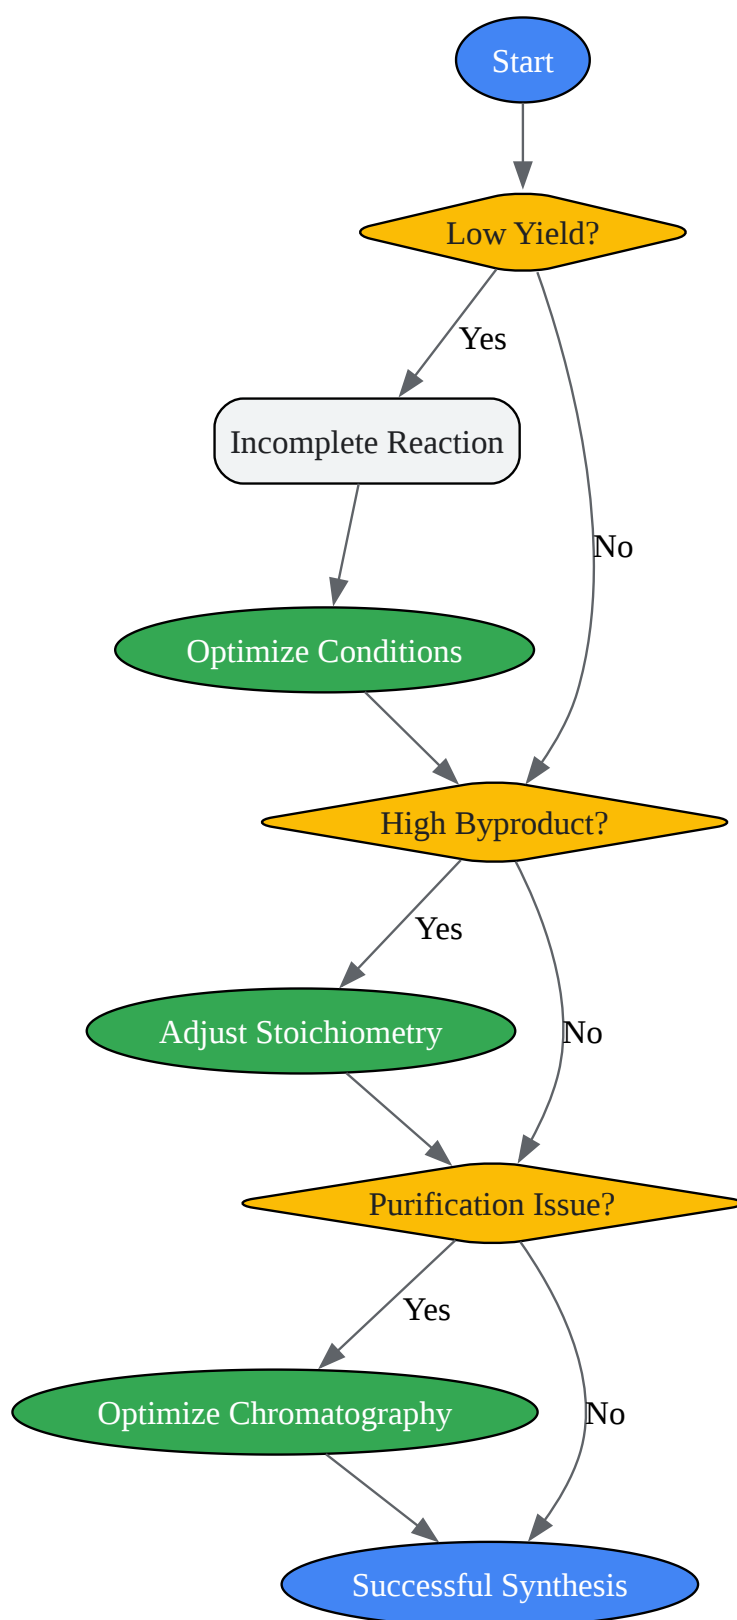 Start
Low Yield?
Yes
Incomplete Reaction
No
Optimize Conditions
High Byproduct?
Yes
Adjust Stoichiometry
No
Purification Issue?
Yes
Optimize Chromatography
No
Successful Synthesis